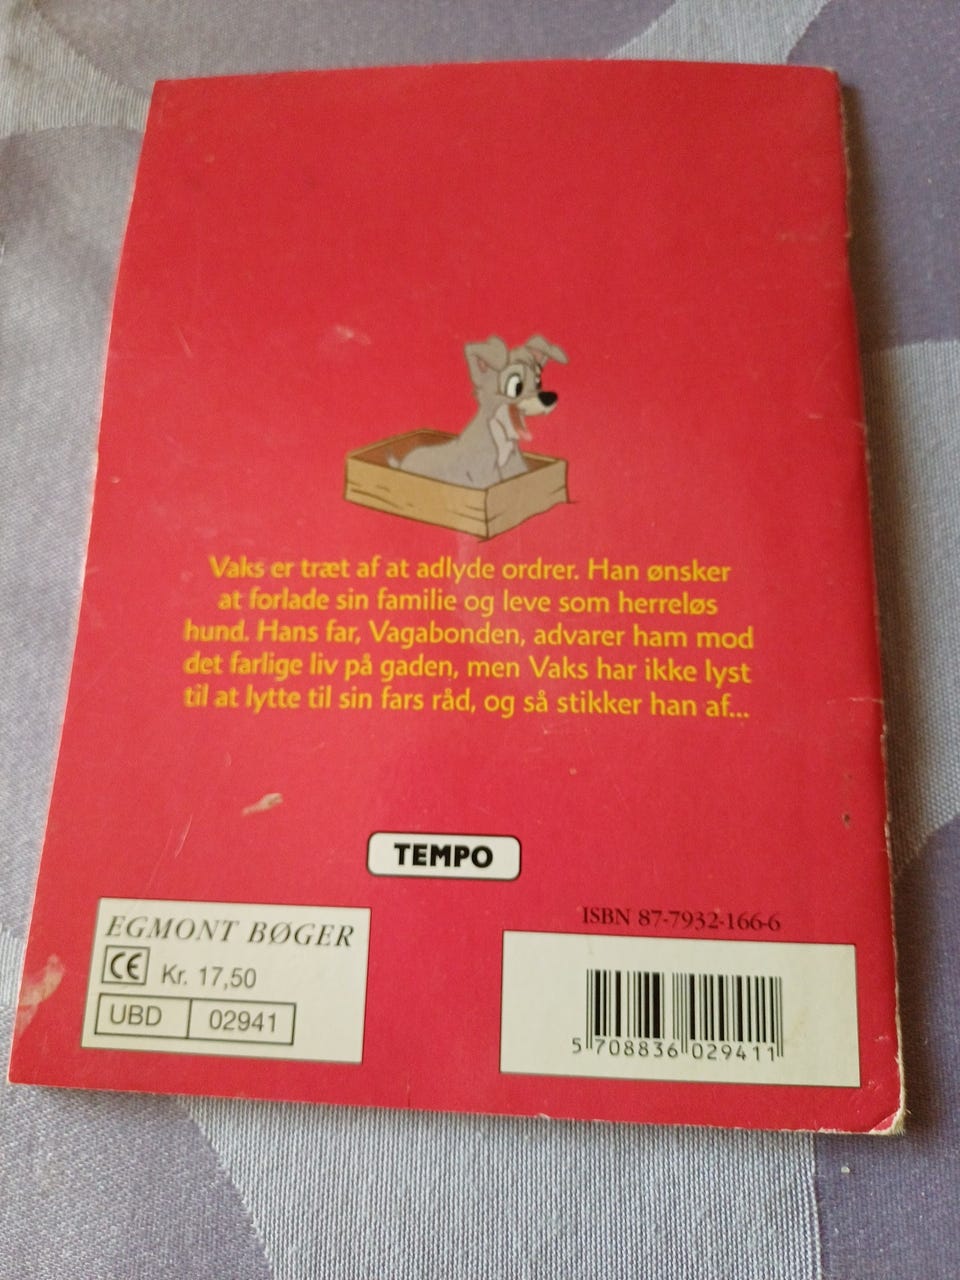 Vaks er træt af at adlyde ordrer. Han ønsker
at forlade sin familie og leve som herreløs
hund. Hans far, Vagabonden, advarer ham mod
det farlige liv på gaden, men Vaks har ikke lyst
til at lytte til sin fars råd, og så stikker han af...
TEMPO
EGMONT BØGER
CE Kr. 17,50
UBD 02941
ISBN 87-7932-166-6
5 708836 029411